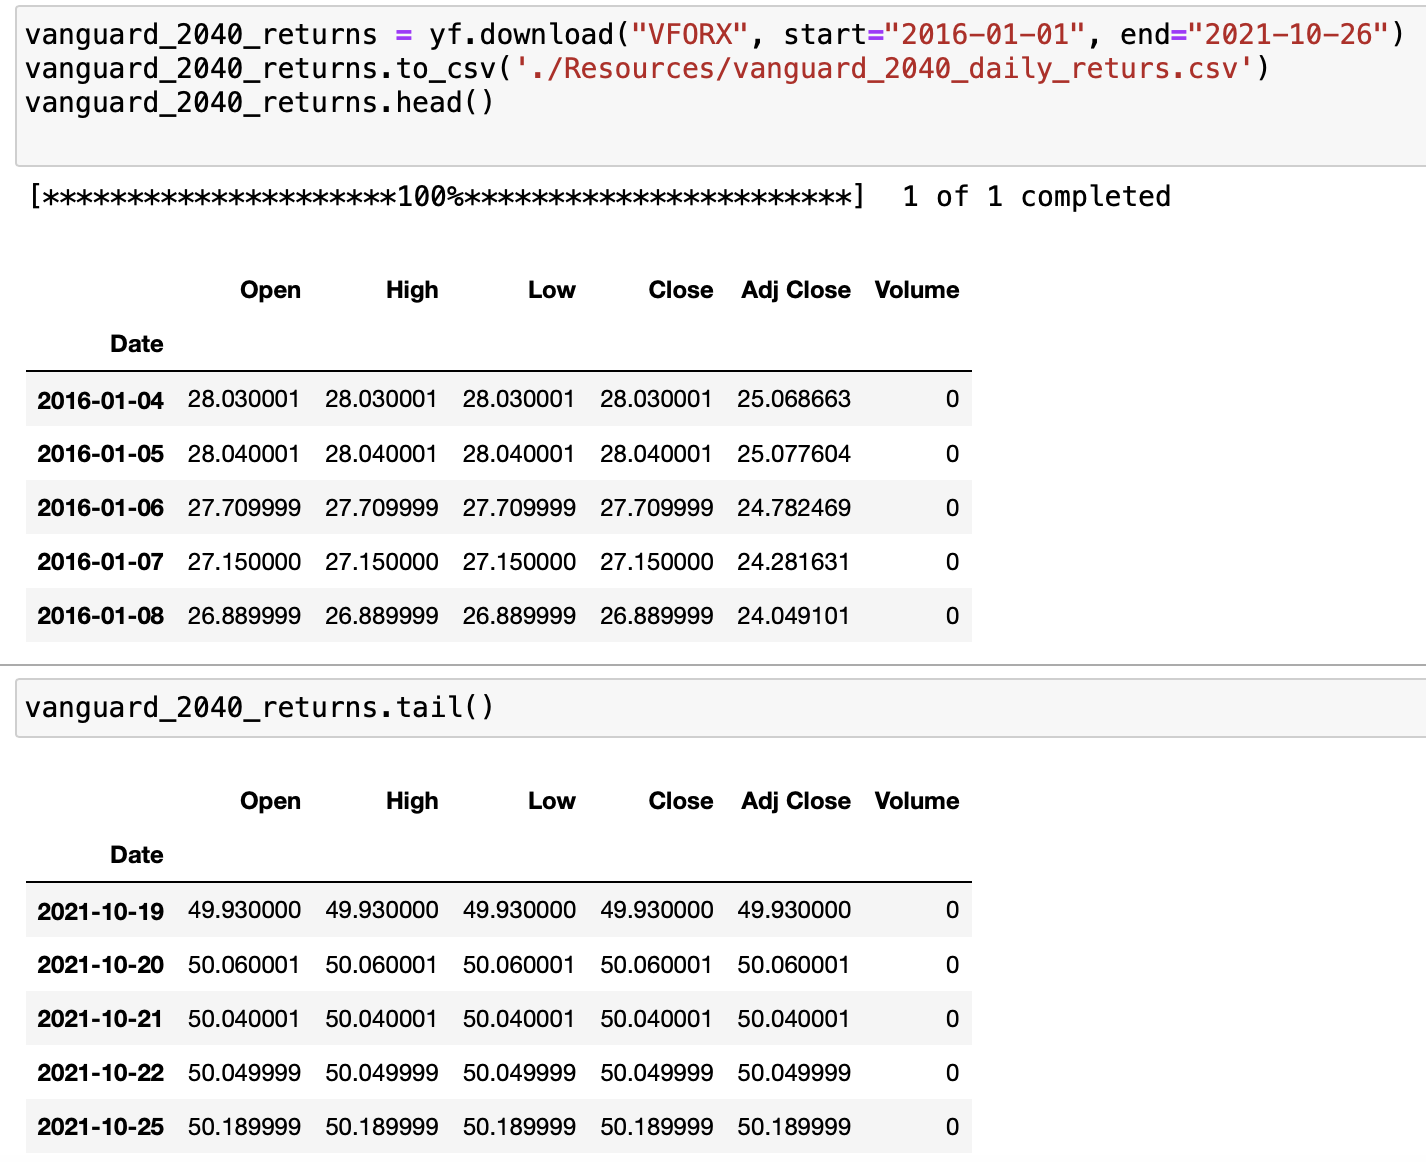 vanguard_2040_returns = yf.download("VFORX", start="2016-01-01", end="2021-10-26")
vanguard_2040_returns.to_csv('./Resources/vanguard_2040_daily_returs.csv')
vanguard_2040_returns.head()
[*********************100%***********************]  1 of 1 completed
Open High Low Close Adj Close Volume
Date
2016-01-04 28.030001 28.030001 28.030001 28.030001 25.068663 0
2016-01-05 28.040001 28.040001 28.040001 28.040001 25.077604 0
2016-01-06 27.709999 27.709999 27.709999 27.709999 24.782469 0
2016-01-07 27.150000 27.150000 27.150000 27.150000 24.281631 0
2016-01-08 26.889999 26.889999 26.889999 26.889999 24.049101 0
vanguard_2040_returns.tail()
Open High Low Close Adj Close Volume
Date
2021-10-19 49.930000 49.930000 49.930000 49.930000 49.930000 0
2021-10-20 50.060001 50.060001 50.060001 50.060001 50.060001 0
2021-10-21 50.040001 50.040001 50.040001 50.040001 50.040001 0
2021-10-22 50.049999 50.049999 50.049999 50.049999 50.049999 0
2021-10-25 50.189999 50.189999 50.189999 50.189999 50.189999 0